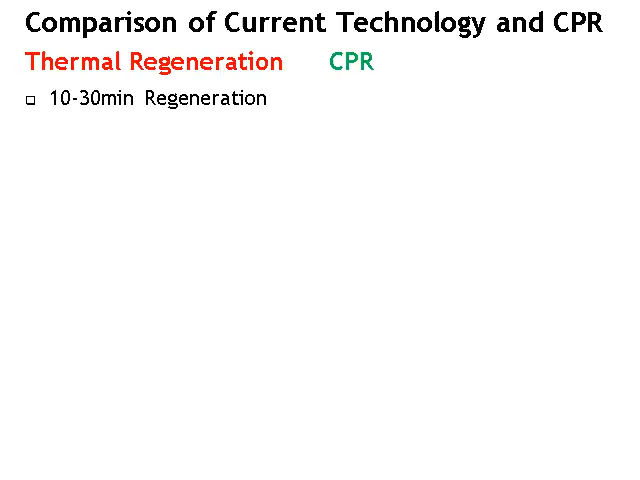 Comparison of Current Technology and CPR
Thermal Regeneration CPR
10-30min Regeneration